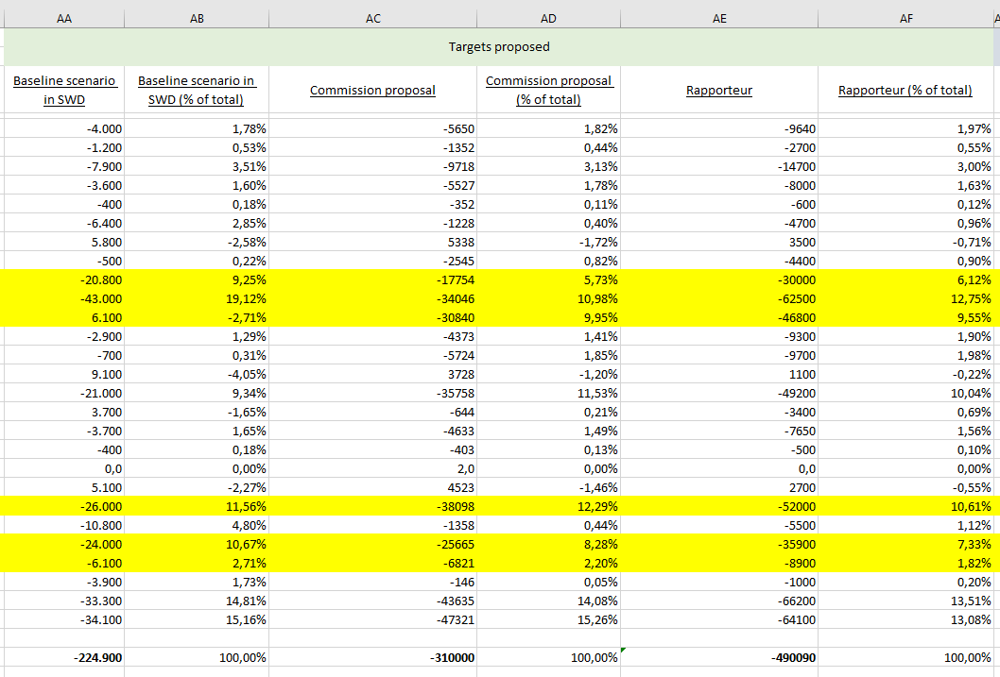 AA AB AC AD AE AF A
Targets proposed
Baseline scenario in SWD Baseline scenario in SWD (% of total) Commission proposal Commission proposal (% of total) Rapporteur Rapporteur (% of total)
-4.000 1,78% -5650 1,82% -9640 1,97%
-1.200 0,53% -1352 0,44% -2700 0,55%
-7.900 3,51% -9718 3,13% -14700 3,00%
-3.600 1,60% -5527 1,78% -8000 1,63%
-400 0,18% -352 0,11% -600 0,12%
-6.400 2,85% -1228 0,40% -4700 0,96%
5.800 -2,58% 5338 -1,72% 3500 -0,71%
-500 0,22% -2545 0,82% -4400 0,90%
-20.800 9,25% -17754 5,73% -30000 6,12%
-43.000 19,12% -34046 10,98% -62500 12,75%
6.100 -2,71% -30840 9,95% -46800 9,55%
-2.900 1,29% -4373 1,41% -9300 1,90%
-700 0,31% -5724 1,85% -9700 1,98%
9.100 -4,05% 3728 -1,20% 1100 -0,22%
-21.000 9,34% -35758 11,53% -49200 10,04%
3.700 -1,65% -644 0,21% -3400 0,69%
-3.700 1,65% -4633 1,49% -7650 1,56%
-400 0,18% -403 0,13% -500 0,10%
0,0 0,00% 2,0 0,00% 0,0 0,00%
5.100 -2,27% 4523 -1,46% 2700 -0,55%
-26.000 11,56% -38098 12,29% -52000 10,61%
-10.800 4,80% -1358 0,44% -5500 1,12%
-24.000 10,67% -25665 8,28% -35900 7,33%
-6.100 2,71% -6821 2,20% -8900 1,82%
-3.900 1,73% -146 0,05% -1000 0,20%
-33.300 14,81% -43635 14,08% -66200 13,51%
-34.100 15,16% -47321 15,26% -64100 13,08%
-224.900 100,00% -310000 100,00% -490090 100,00%